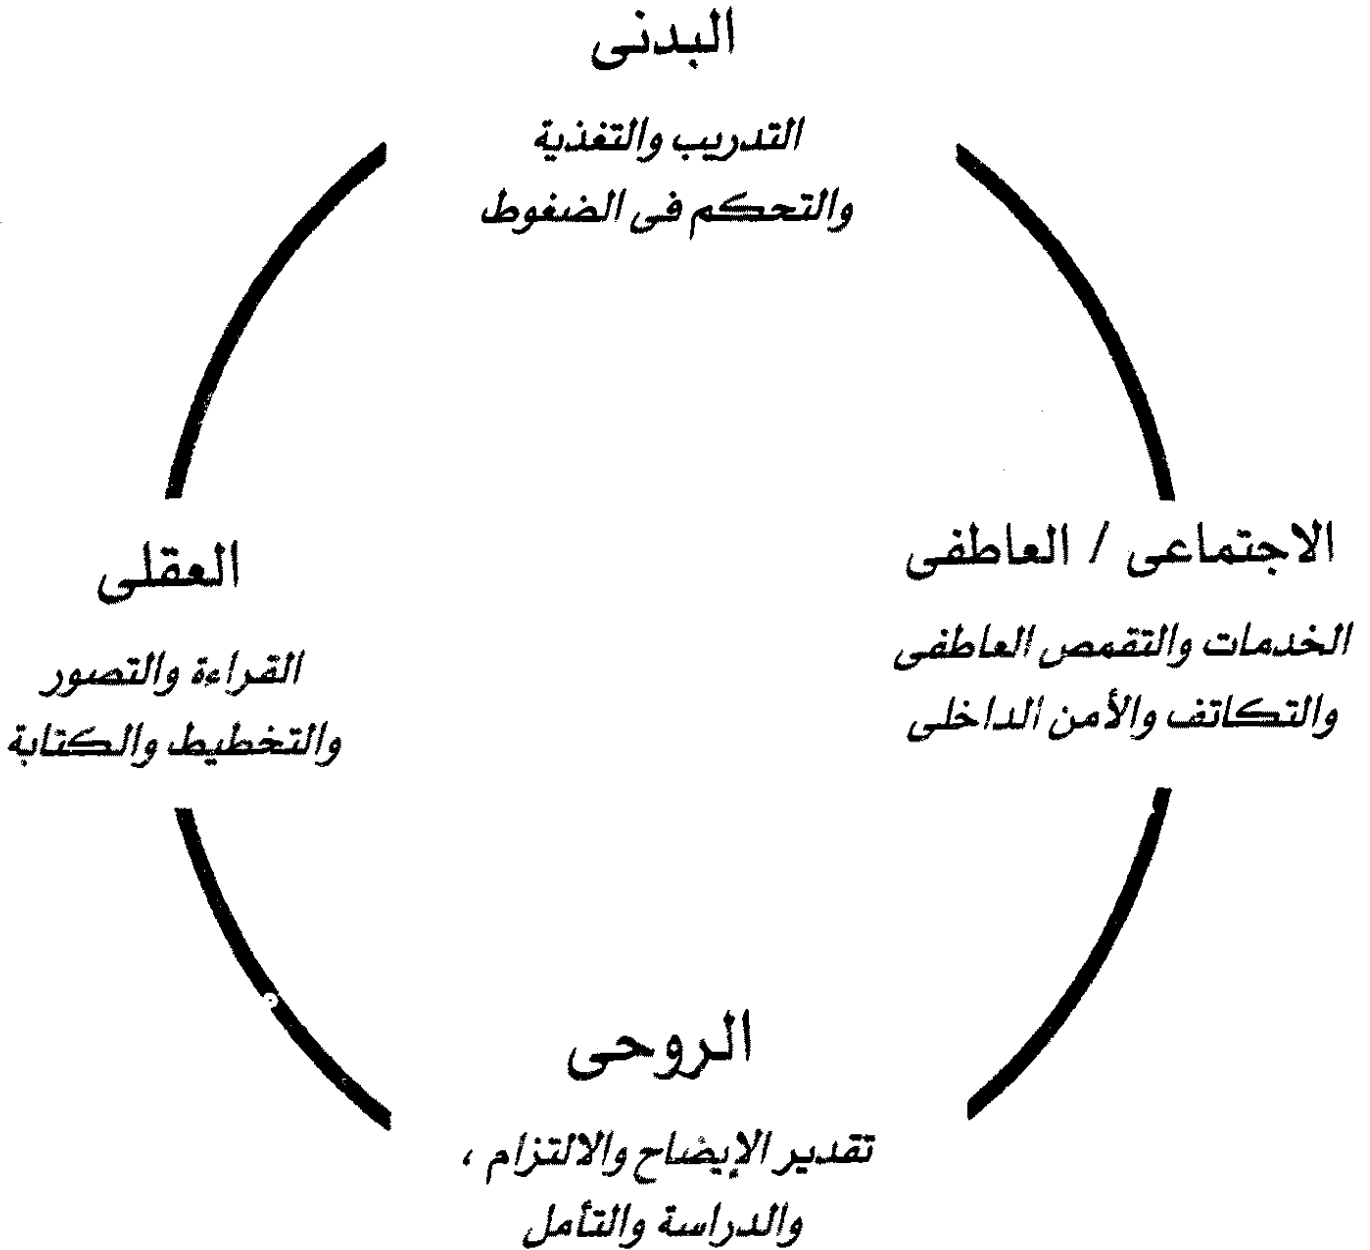 البدنى
التدريب والتغذية
والتحكم فى الضغوط
الاجتماعى / العاطفى
الخدمات والتقمص العاطفى
والتكاتف والأمن الداخلى
العقلى
القراءة والتصور
والتخطيط والكتابة
الروحى
تقدير الإيضاح والالتزام ،
والدراسة والتأمل